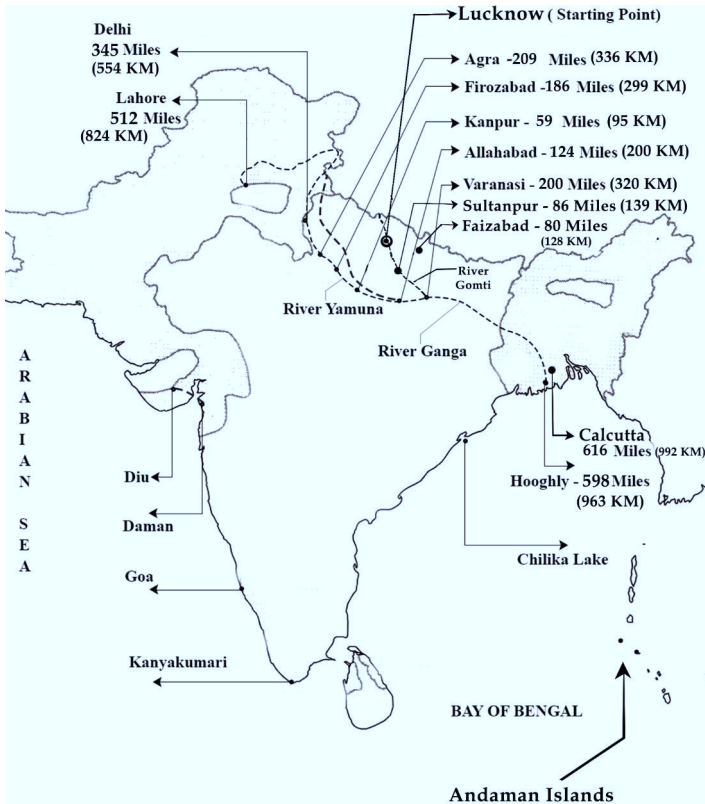 Lucknow ( Starting Point)
Delhi
345 Miles
(554 KM)
Lahore
512 Miles
(824 KM)
Agra -209 Miles (336 KM)
Firozabad -186 Miles (299 KM)
Kanpur - 59 Miles (95 KM)
Allahabad - 124 Miles (200 KM)
Varanasi - 200 Miles (320 KM)
Sultanpur - 86 Miles (139 KM)
Faizabad - 80 Miles
(128 KM)
River
Gomti
River Yamuna
River Ganga
ARABIAN SEA
Calcutta
616 Miles (992 KM)
Hooghly - 598 Miles
(963 KM)
Diu
Daman
Chilika Lake
Goa
Kanyakumari
BAY OF BENGAL
Andaman Islands